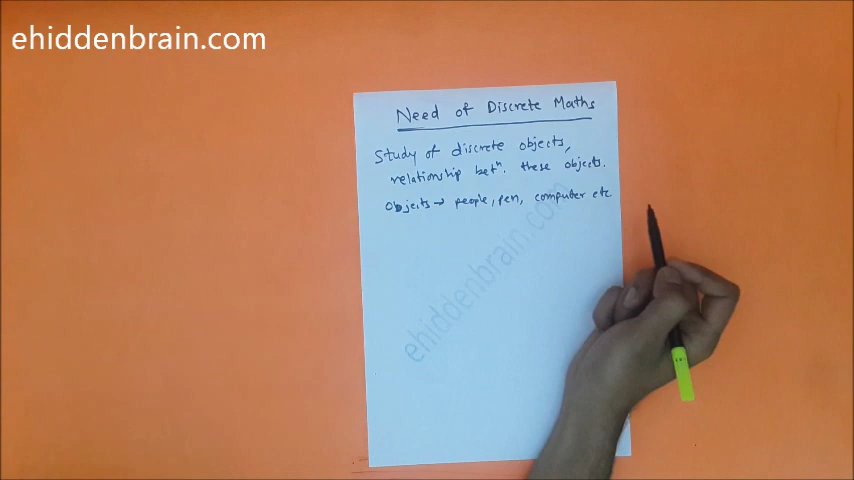 ehiddenbrain.com
Need of Discrete Maths
Study of discrete objects,
relationship betⁿ. these objects.
Objects → people, pen, computer etc
ehiddenbrain.com